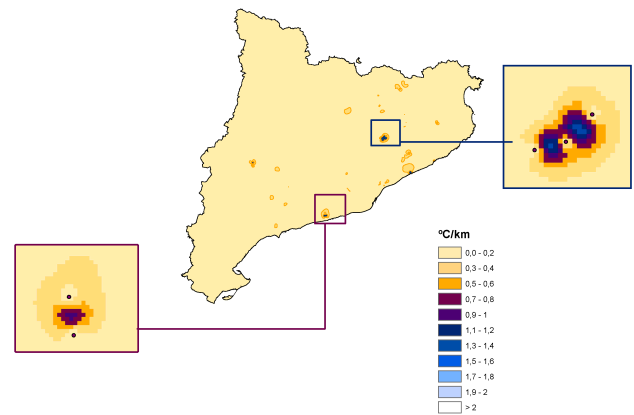 ºC/km
0,0 - 0,2
0,3 - 0,4
0,5 - 0,6
0,7 - 0,8
0,9 - 1
1,1 - 1,2
1,3 - 1,4
1,5 - 1,6
1,7 - 1,8
1,9 - 2
> 2